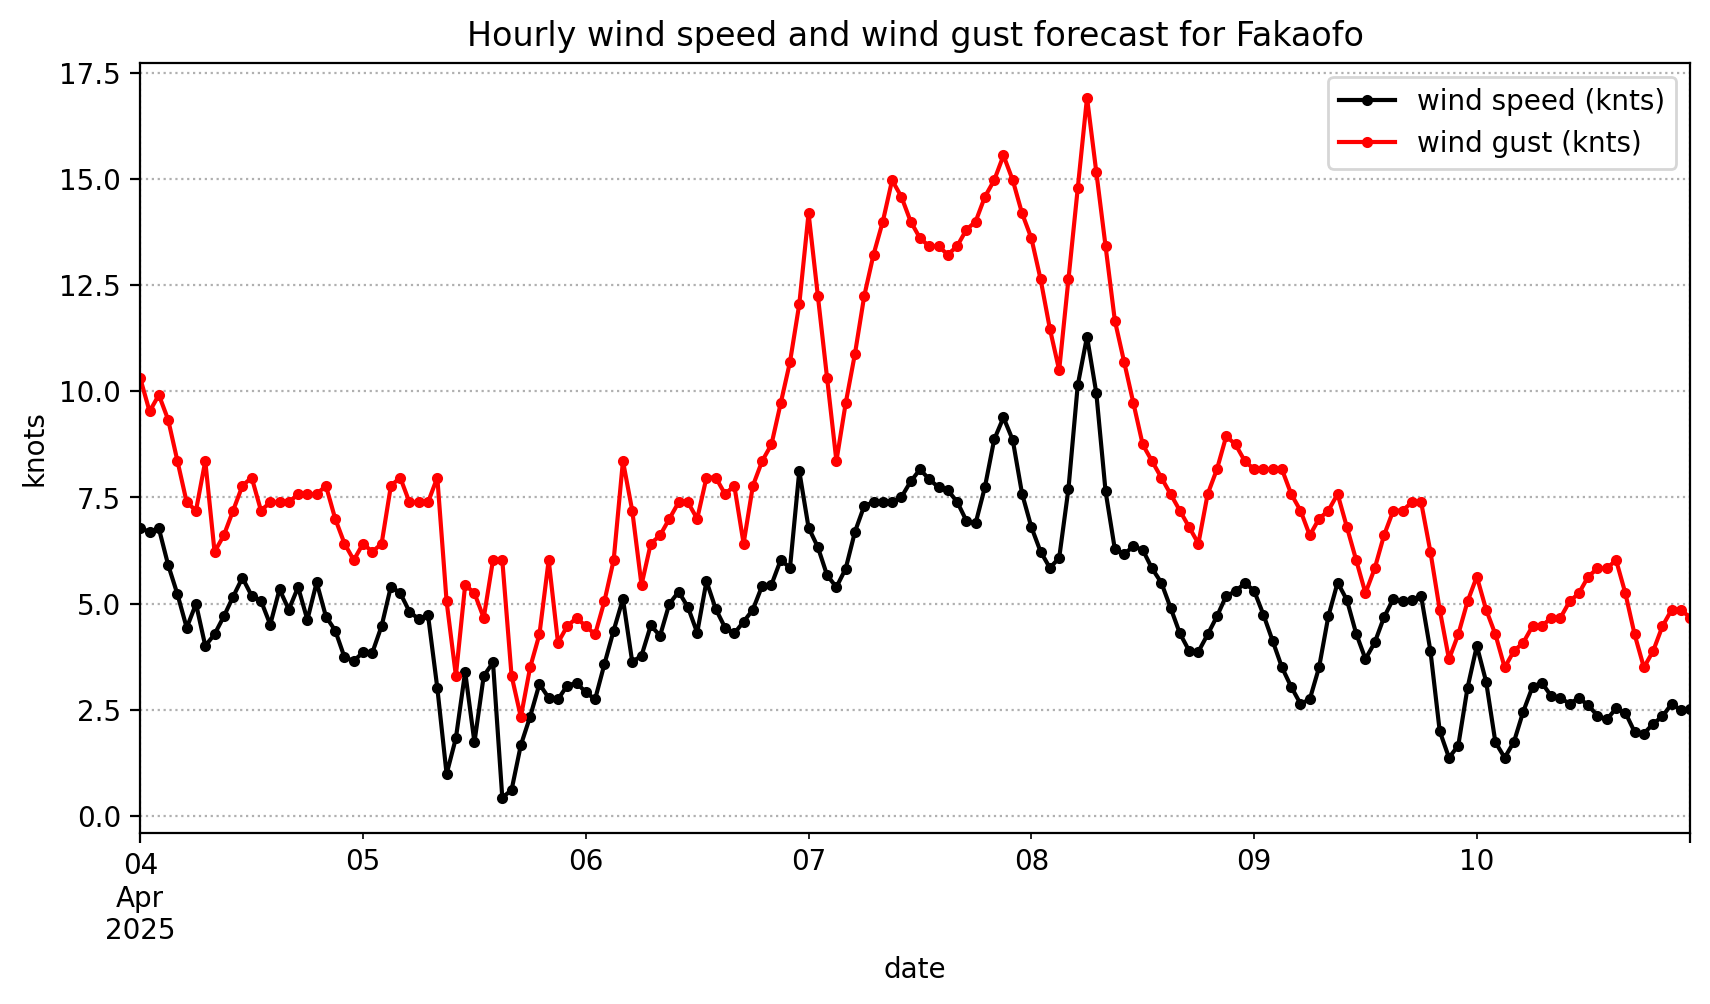 Hourly wind speed and wind gust forecast for Fakaofo
wind speed (knts)
wind gust (knts)
17.5
15.0
12.5
10.0
7.5
5.0
2.5
0.0
knots
04 05 06 07 08 09 10
Apr
2025
date